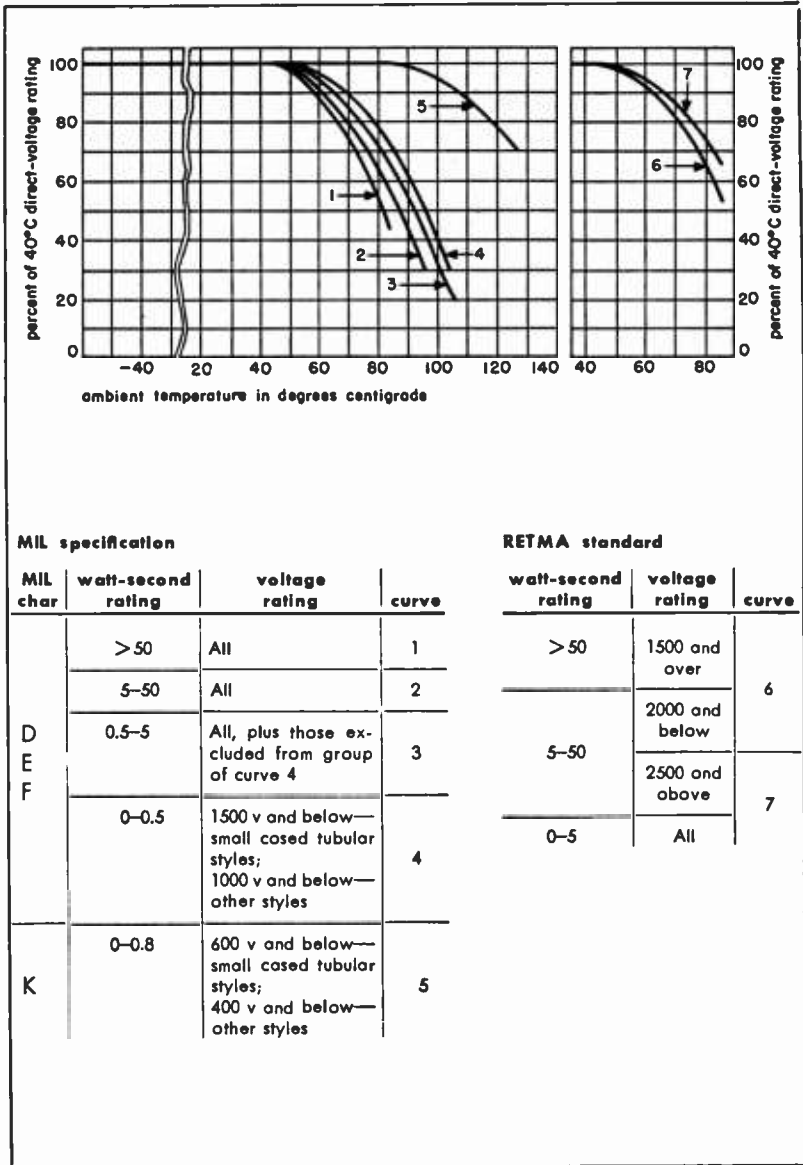 percent of 40°C direct-voltage rating
100
80
60
40
20
0
1
2
3
4
5
-40
20
40
60
80
100
120
140
ambient temperature in degrees centigrade
7
6
40
60
80
100
80
60
40
20
0
percent of 40°C direct-voltage rating
MIL specification
MIL char | watt-second rating | voltage rating | curve
D E F
>50 | All | 1
5–50 | All | 2
0.5–5 | All, plus those ex-
cluded from group
of curve 4 | 3
0–0.5 | 1500 v and below—
small cased tubular
styles;
1000 v and below—
other styles | 4
K | 0–0.8 | 600 v and below—
small cased tubular
styles;
400 v and below—
other styles | 5
RETMA standard
watt-second rating | voltage rating | curve
>50 | 1500 and
over | 6
5–50 | 2000 and
below
2500 and
above | 7
0–5 | All